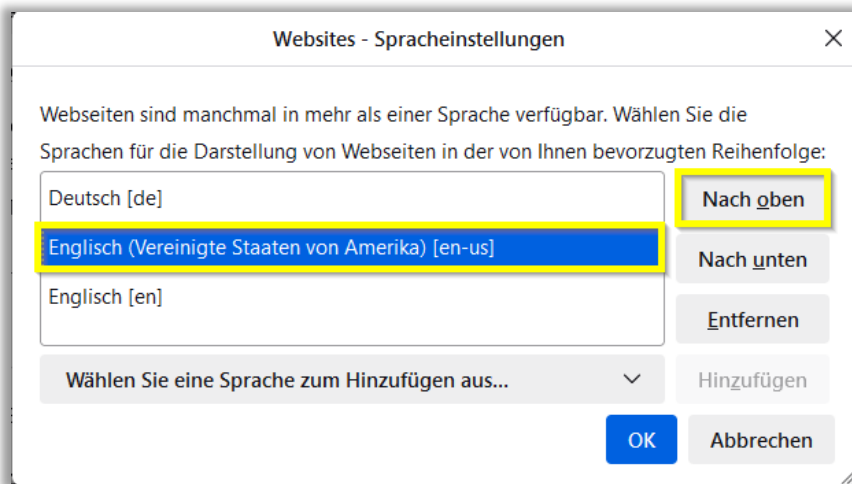 Websites - Spracheinstellungen
Webseiten sind manchmal in mehr als einer Sprache verfügbar. Wählen Sie die
Sprachen für die Darstellung von Webseiten in der von Ihnen bevorzugten Reihenfolge:
Deutsch [de]
Nach oben
Englisch (Vereinigte Staaten von Amerika) [en-us]
Nach unten
Englisch [en]
Entfernen
Wählen Sie eine Sprache zum Hinzufügen aus...
Hinzufügen
OK
Abbrechen